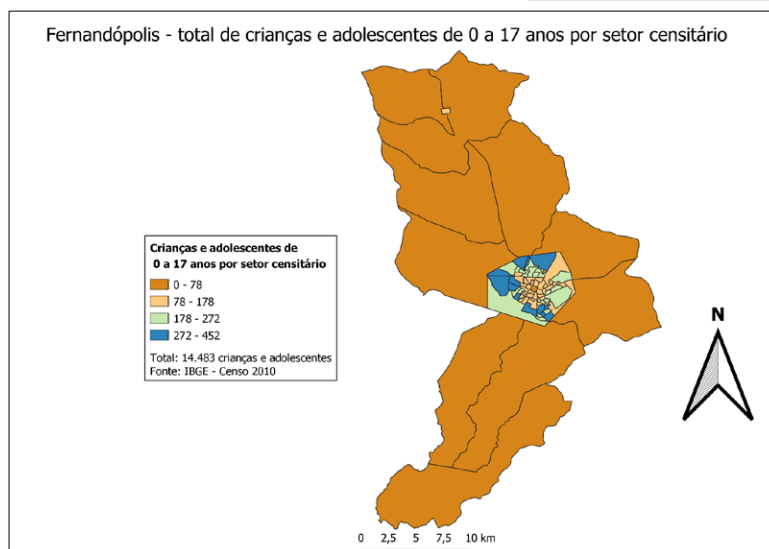 Fernandópolis - total de crianças e adolescentes de 0 a 17 anos por setor censitário
Crianças e adolescentes de
0 a 17 anos por setor censitário
0 - 78
78 - 178
178 - 272
272 - 452
Total: 14.483 crianças e adolescentes
Fonte: IBGE - Censo 2010
N
0 2,5 5 7,5 10 km